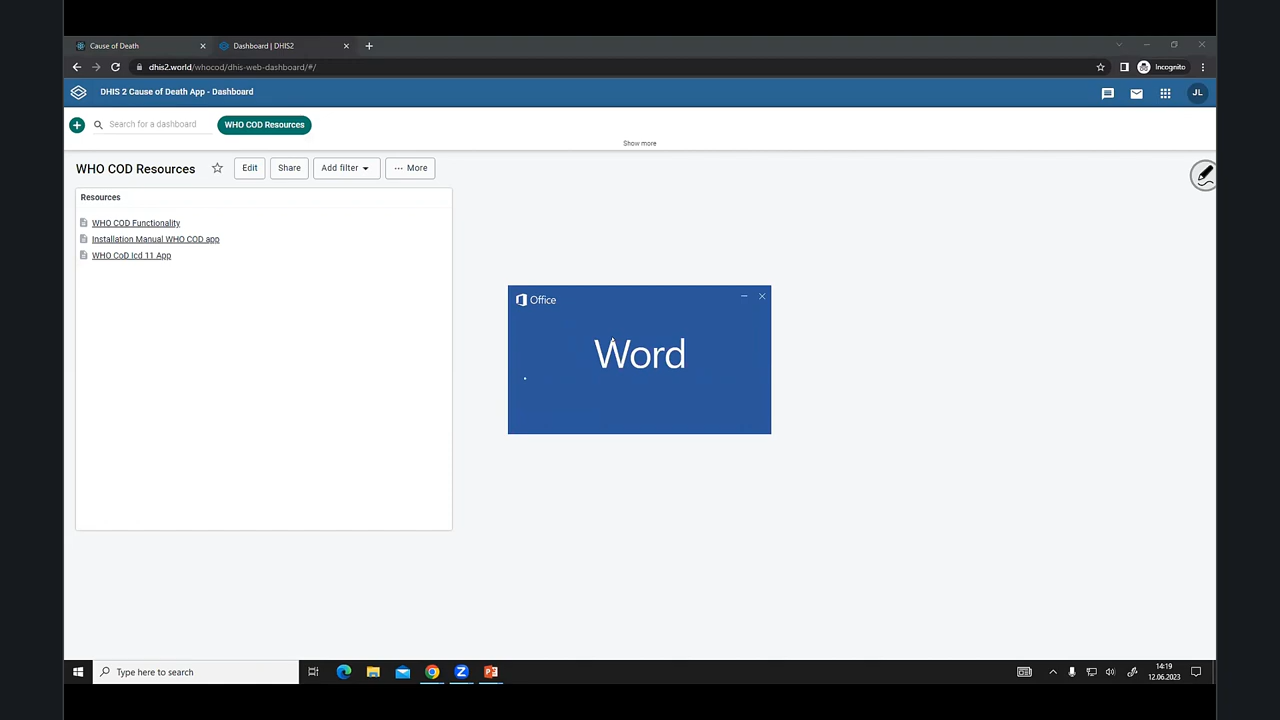 Cause of Death
Dashboard | DHIS2
dhis2.world/whocod/dhis-web-dashboard/#/
Incognito
DHIS 2 Cause of Death App - Dashboard
JL
Search for a dashboard
WHO COD Resources
Show more
WHO COD Resources
Edit
Share
Add filter
More
Resources
WHO COD Functionality
Installation Manual WHO COD app
WHO CoD Icd 11 App
Office
Word
Type here to search
14:19
12.06.2023